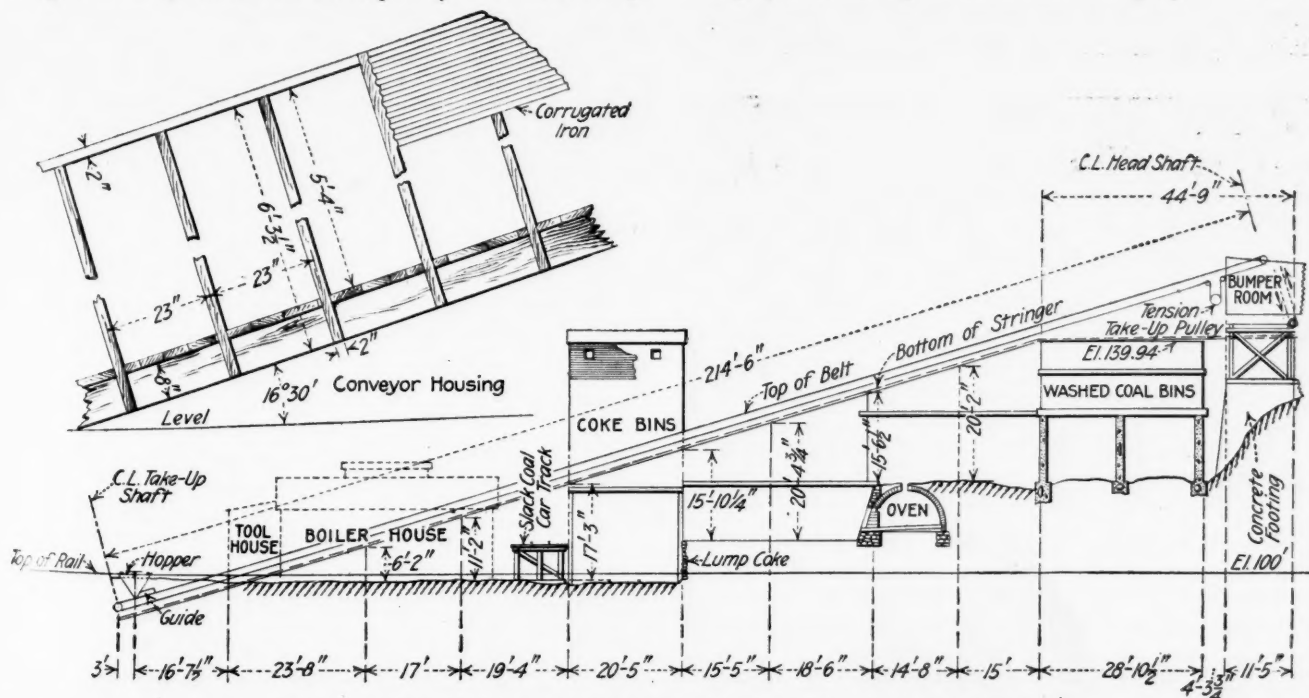 Corrugated
Iron
2"
6'-3½"
5'-4"
23"
23"
2"
8"
16°30'
Conveyor Housing
Level
C.L. Head Shaft
44'-9"
BUMPER
ROOM
Tension
Take-Up Pulley
El. 139.94
WASHED COAL BINS
Bottom of Stringer
214'-6"
Top of Belt
COKE BINS
C.L. Take-Up
Shaft
Slack Coal
Car Track
TOOL
HOUSE
BOILER HOUSE
Top of Rail
Hopper
Guide
6'-2"
11'-2"
17'-3"
15'-10¼"
20'-4¾"
15'-6½"
20'-2"
OVEN
Lump Coke
Concrete
Footing
El. 100'
3'
16'-7½"
23'-8"
17'
19'-4"
20'-5"
15'-5"
18'-6"
14'-8"
15'
28'-10½"
11'-5"